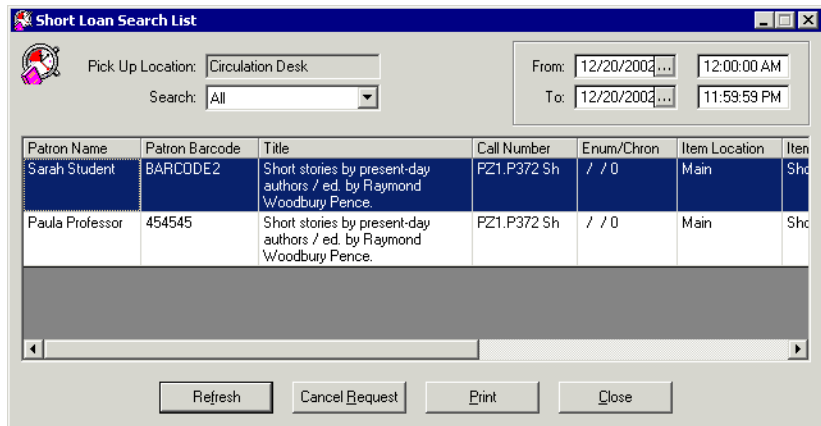 Short Loan Search List
Pick Up Location: Circulation Desk
From: 12/20/2002 ... 12:00:00 AM
Search: All
To: 12/20/2002 ... 11:59:59 PM
Patron Name Patron Barcode Title Call Number Enum/Chron Item Location Iten
Sarah Student BARCODE2 Short stories by present-day PZ1.P372 Sh / / 0 Main Sho
authors / ed. by Raymond
Woodbury Pence.
Paula Professor 454545 Short stories by present-day PZ1.P372 Sh / / 0 Main Sho
authors / ed. by Raymond
Woodbury Pence.
Refresh Cancel Request Print Close